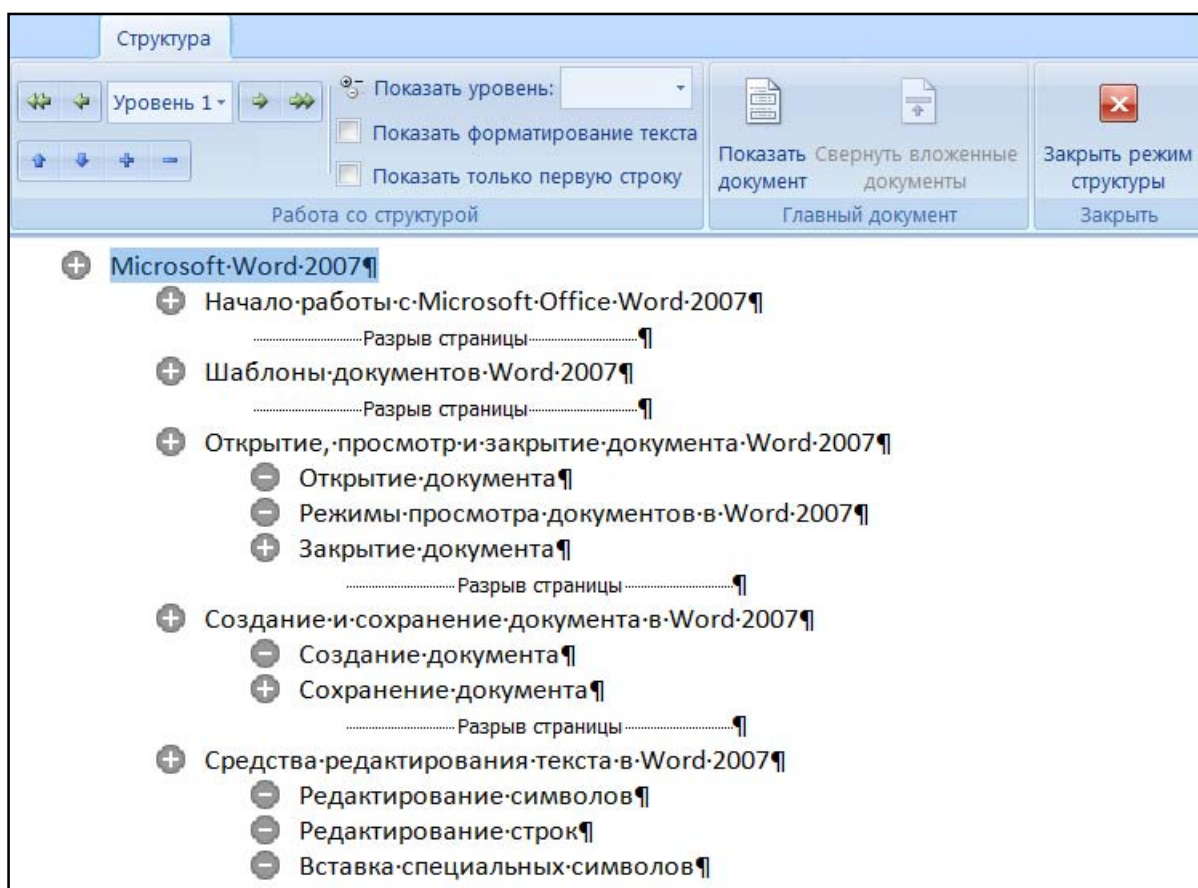 Структура
Уровень 1
Показать уровень:
Показать форматирование текста
Показать только первую строку
Работа со структурой
Показать документ
Свернуть вложенные документы
Главный документ
Закрыть режим структуры
Закрыть
Microsoft·Word·2007¶
Начало·работы·с·Microsoft·Office·Word·2007¶
Разрыв страницы¶
Шаблоны·документов·Word·2007¶
Разрыв страницы¶
Открытие,·просмотр·и·закрытие·документа·Word·2007¶
Открытие·документа¶
Режимы·просмотра·документов·в·Word·2007¶
Закрытие·документа¶
Разрыв страницы¶
Создание·и·сохранение·документа·в·Word·2007¶
Создание·документа¶
Сохранение·документа¶
Разрыв страницы¶
Средства·редактирования·текста·в·Word·2007¶
Редактирование·символов¶
Редактирование·строк¶
Вставка·специальных·символов¶